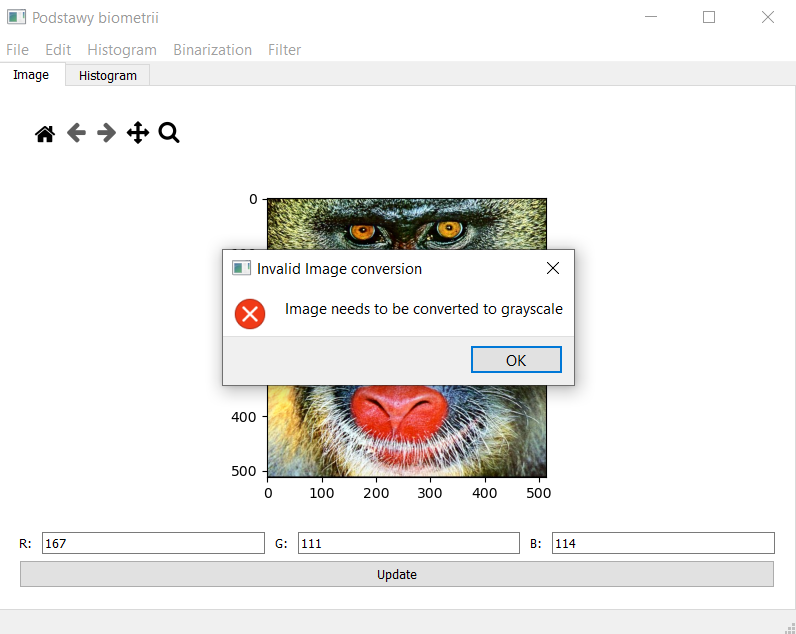 Podstawy biometrii
File Edit Histogram Binarization Filter
Image Histogram
0
Invalid Image conversion
Image needs to be converted to grayscale
OK
400
500
0 100 200 300 400 500
R: 167 G: 111 B: 114
Update